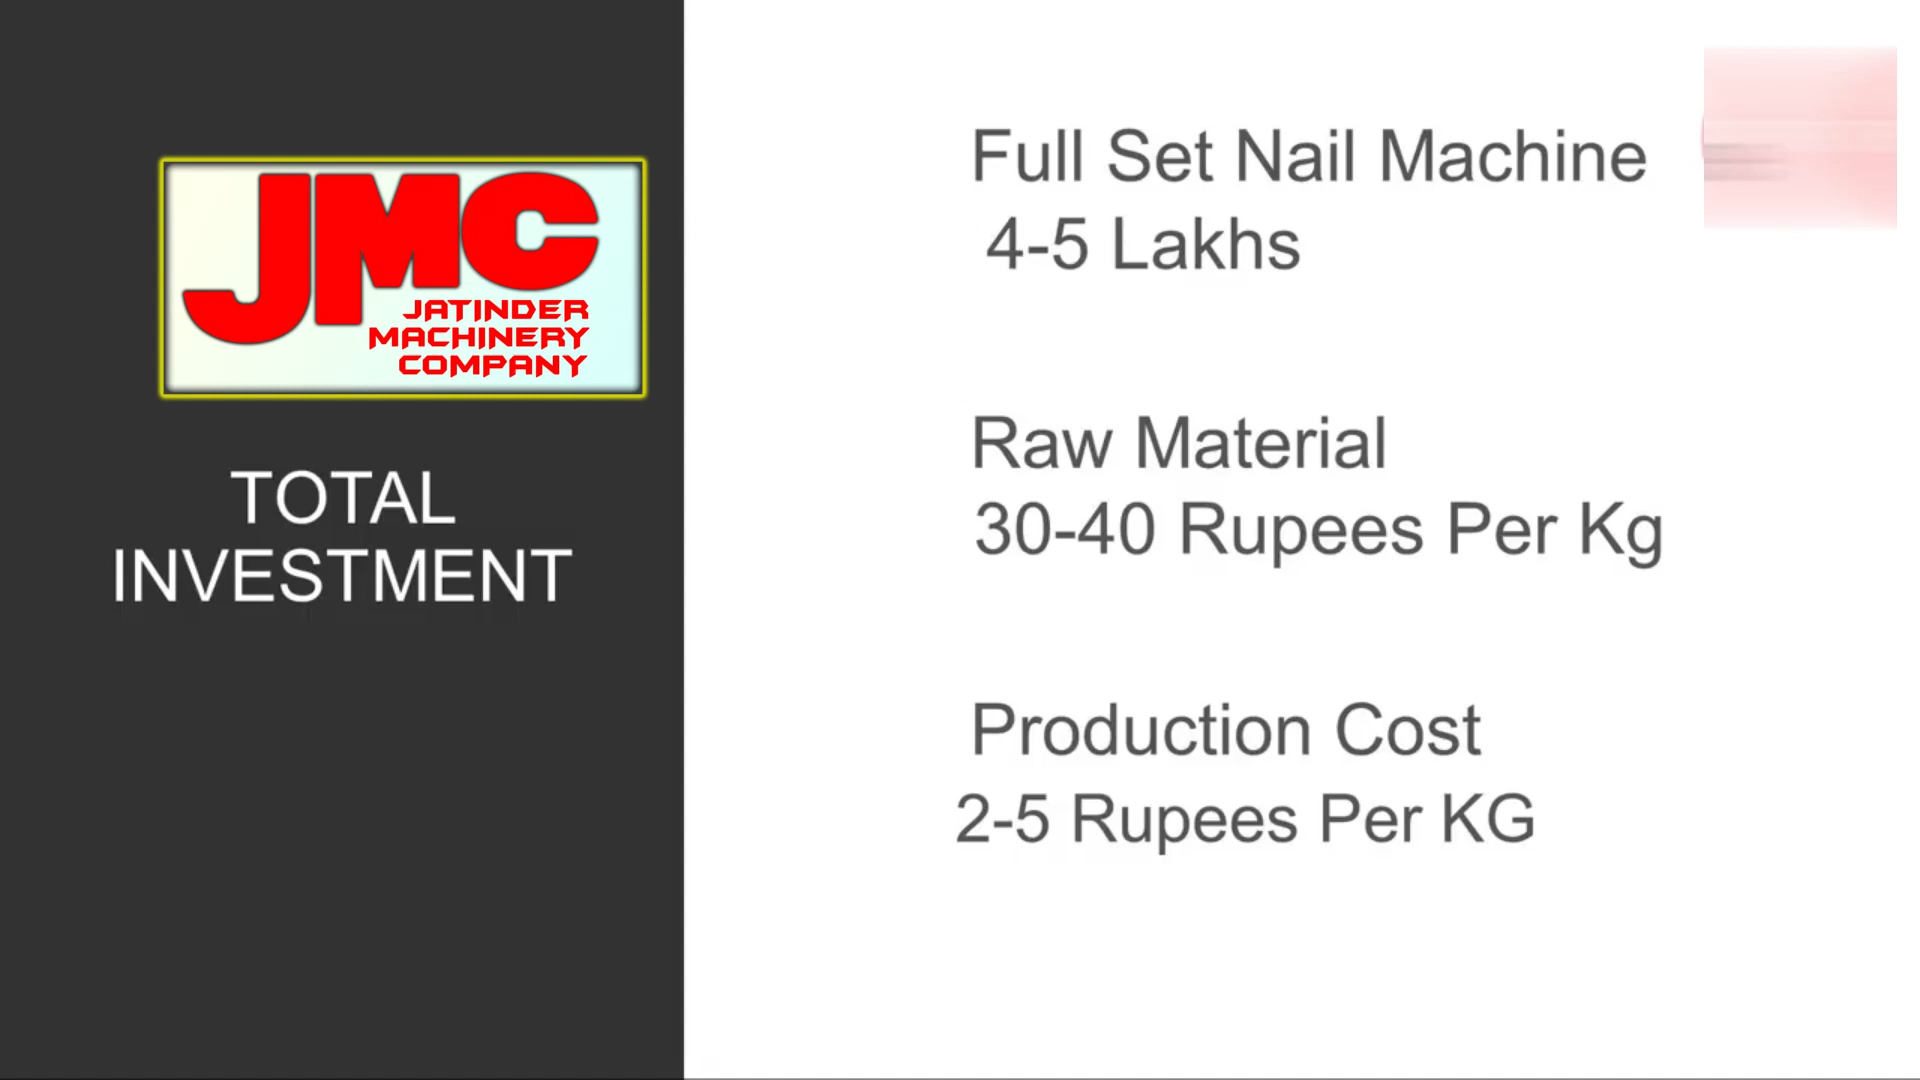 JMC
JATINDER
MACHINERY
COMPANY
TOTAL
INVESTMENT
Full Set Nail Machine
4-5 Lakhs
Raw Material
30-40 Rupees Per Kg
Production Cost
2-5 Rupees Per KG